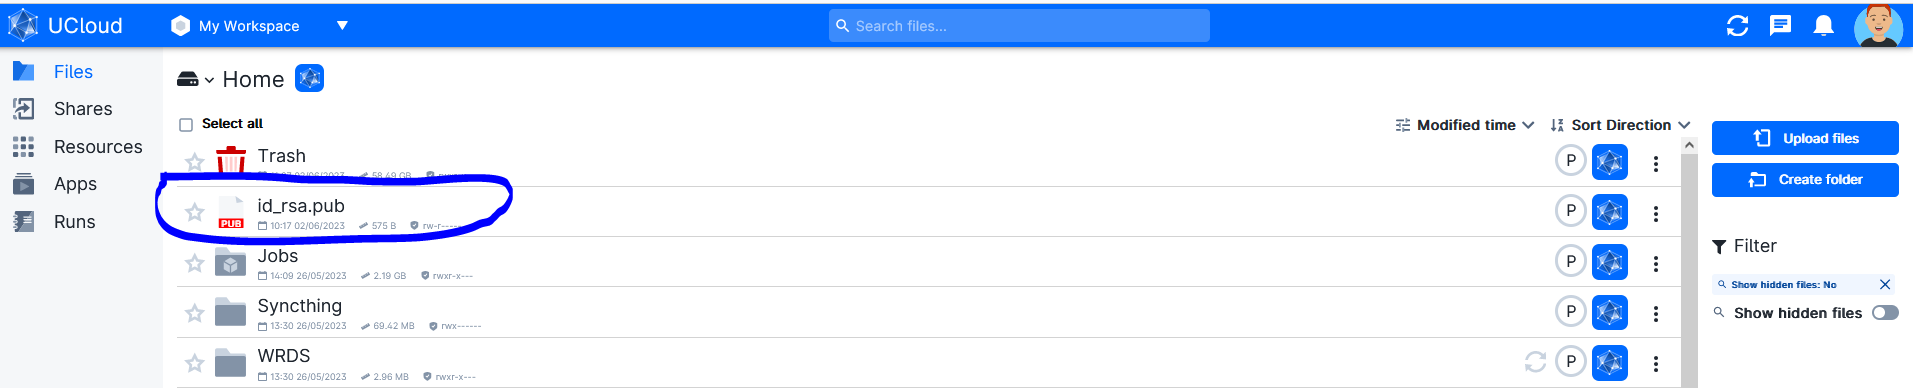 UCloud
My Workspace
Search files...
Files
Shares
Resources
Apps
Runs
Home
Select all
Modified time
Sort Direction
Trash
58.49 GB
P
id_rsa.pub
PUB
10:17 02/06/2023 575 B rw-r-----
P
Jobs
14:09 26/05/2023 2.19 GB rwxr-x---
P
Syncthing
13:30 26/05/2023 69.42 MB rwx------
P
WRDS
13:30 26/05/2023 2.96 MB rwxr-x---
P
Upload files
Create folder
Filter
Show hidden files: No
Show hidden files